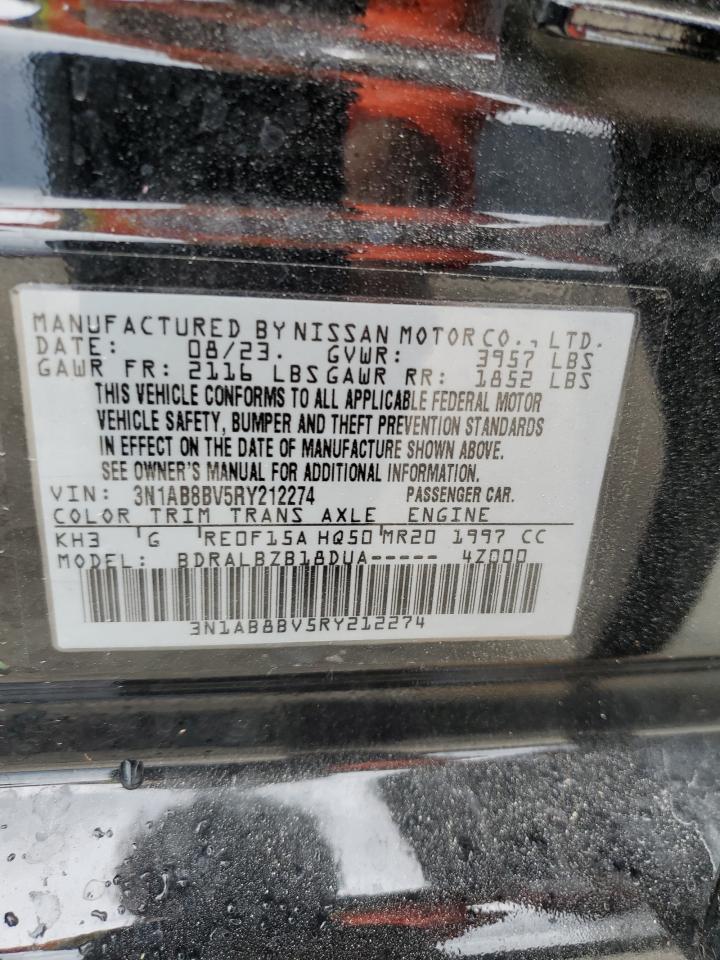 MANUFACTURED BY NISSAN MOTOR CO., LTD.
DATE: 08/23. GVWR: 3957 LBS
GAWR FR: 2116 LBS GAWR RR: 1852 LBS
THIS VEHICLE CONFORMS TO ALL APPLICABLE FEDERAL MOTOR
VEHICLE SAFETY, BUMPER AND THEFT PREVENTION STANDARDS
IN EFFECT ON THE DATE OF MANUFACTURE SHOWN ABOVE.
SEE OWNER'S MANUAL FOR ADDITIONAL INFORMATION.
VIN: 3N1AB8BV5RY212274 PASSENGER CAR.
COLOR TRIM TRANS AXLE ENGINE
KH3 G RE0F15A HQ50 MR20 1997 CC
MODEL: BDRALBZB18DUA----- 4Z000
3N1AB8BV5RY212274